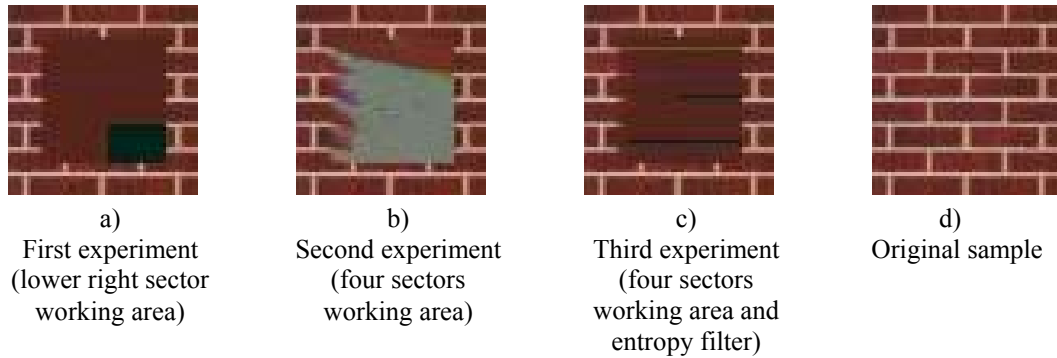 a)
First experiment
(lower right sector
working area)
b)
Second experiment
(four sectors
working area)
c)
Third experiment
(four sectors
working area and
entropy filter)
d)
Original sample